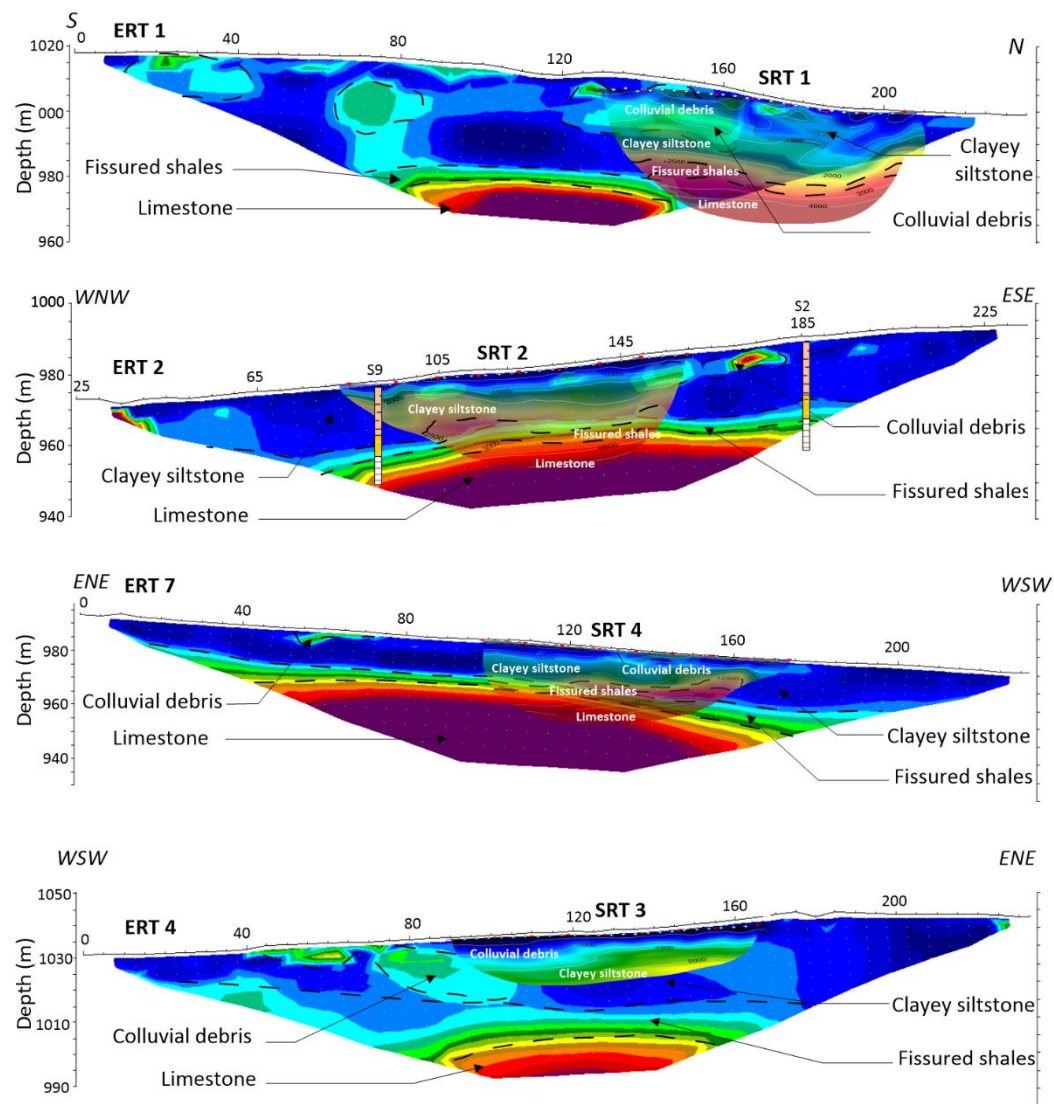 S ERT 1 N
0 40 80 120 160 SRT 1 200
1020
000
980
960
Depth (m)
Colluvial debris
Clayey siltstone
Fissured shales
Limestone
Fissured shales
Limestone
Clayey
siltstone
Colluvial debris
WNW ESE
1000
980
960
940
Depth (m)
25 ERT 2 65 S9 105 SRT 2 145 S2 185 225
Clayey siltstone
Fissured shales
Limestone
Clayey siltstone
Limestone
Colluvial debris
Fissured shales
ENE ERT 7 WSW
0 40 80 120 SRT 4 160 200
980
960
940
Depth (m)
Clayey siltstone Colluvial debris
Fissured shales
Limestone
Colluvial debris
Limestone
Clayey siltstone
Fissured shales
WSW ENE
1050
1030
1010
990
Depth (m)
0 ERT 4 40 80 120 SRT 3 160 200
Colluvial debris
Clayey siltstone
Colluvial debris
Limestone
Clayey siltstone
Fissured shales